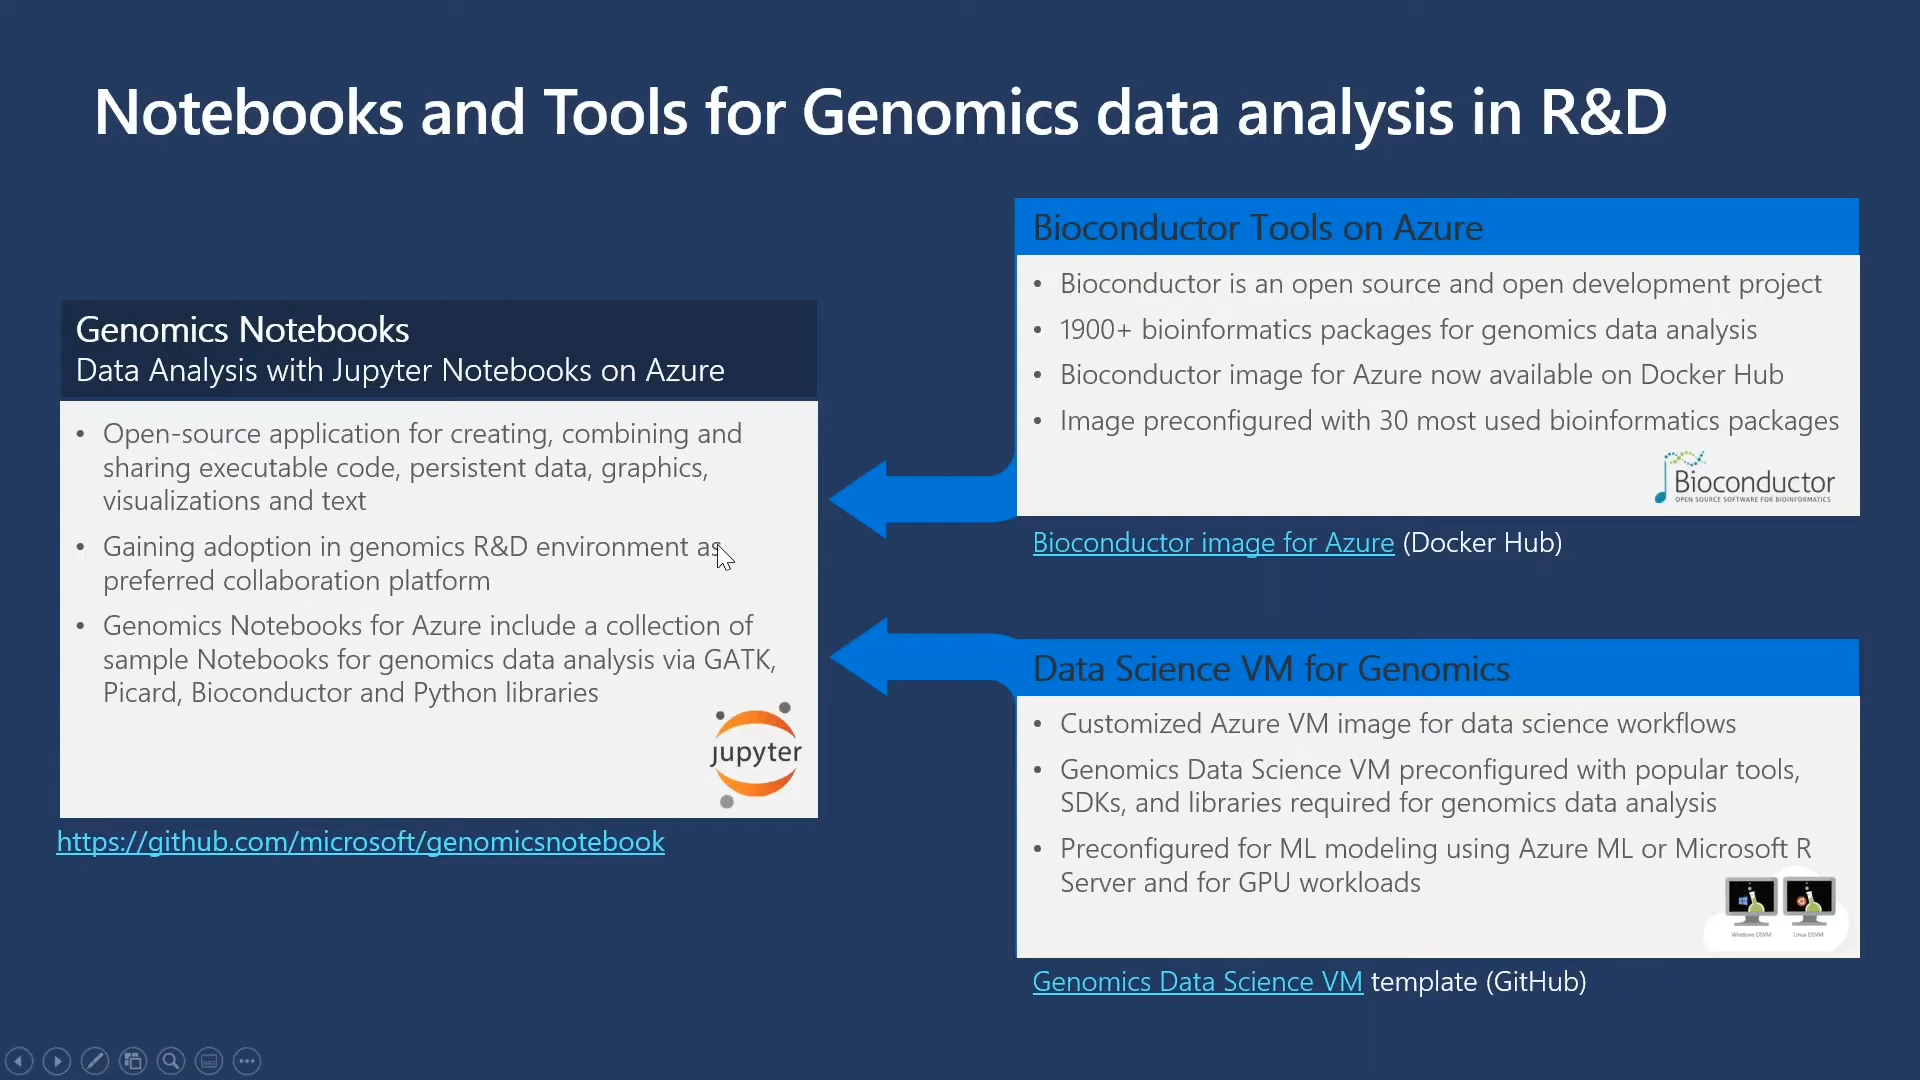 Notebooks and Tools for Genomics data analysis in R&D
Genomics Notebooks
Data Analysis with Jupyter Notebooks on Azure
• Open-source application for creating, combining and
sharing executable code, persistent data, graphics,
visualizations and text
• Gaining adoption in genomics R&D environment as
preferred collaboration platform
• Genomics Notebooks for Azure include a collection of
sample Notebooks for genomics data analysis via GATK,
Picard, Bioconductor and Python libraries
jupyter
https://github.com/microsoft/genomicsnotebook
Bioconductor Tools on Azure
• Bioconductor is an open source and open development project
• 1900+ bioinformatics packages for genomics data analysis
• Bioconductor image for Azure now available on Docker Hub
• Image preconfigured with 30 most used bioinformatics packages
Bioconductor
OPEN SOURCE SOFTWARE FOR BIOINFORMATICS
Bioconductor image for Azure (Docker Hub)
Data Science VM for Genomics
• Customized Azure VM image for data science workflows
• Genomics Data Science VM preconfigured with popular tools,
SDKs, and libraries required for genomics data analysis
• Preconfigured for ML modeling using Azure ML or Microsoft R
Server and for GPU workloads
Windows DSVM Linux DSVM
Genomics Data Science VM template (GitHub)